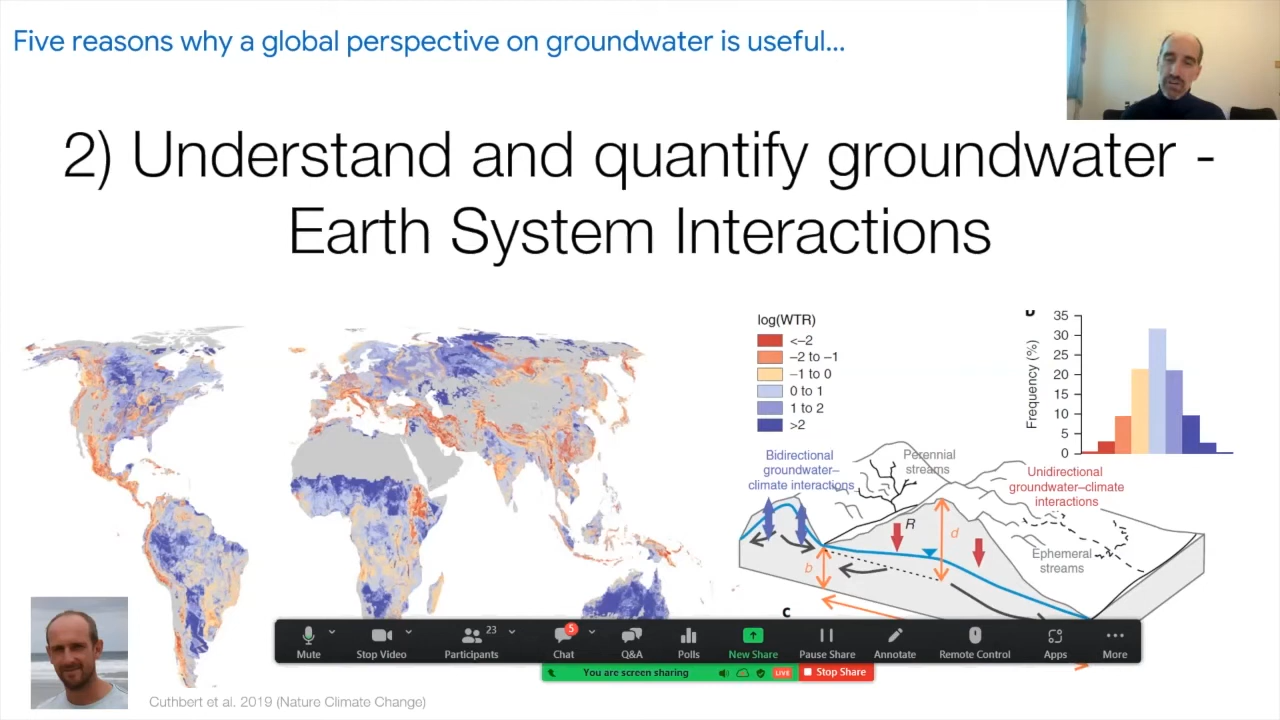 Five reasons why a global perspective on groundwater is useful...
2) Understand and quantify groundwater -
Earth System Interactions
log(WTR)
<-2
-2 to -1
-1 to 0
0 to 1
1 to 2
>2
Frequency (%)
35
30
25
20
15
10
5
0
Bidirectional
groundwater–
climate interactions
Perennial
streams
Unidirectional
groundwater–climate
interactions
R
d
b
Ephemeral
streams
c
Mute
Stop Video
23
Participants
5
Chat
Q&A
Polls
New Share
Pause Share
Annotate
Remote Control
Apps
More
You are screen sharing
LIVE
Stop Share
Cuthbert et al. 2019 (Nature Climate Change)